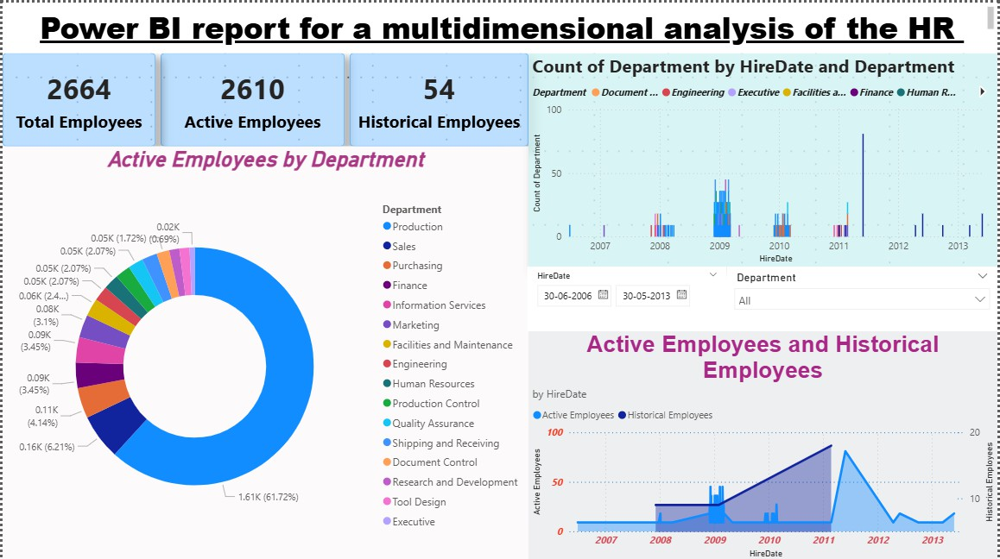 Power BI report for a multidimensional analysis of the HR
2664
Total Employees
2610
Active Employees
54
Historical Employees
Active Employees by Department
0.02K
(0.69%)
0.05K (1.72%)
0.05K (2.07%)
0.05K (2.07%)
0.05K (2.07%)
0.06K (2.4...)
0.08K
(3.1%)
0.09K
(3.45%)
0.09K
(3.45%)
0.11K
(4.14%)
0.16K (6.21%)
1.61K (61.72%)
Department
Production
Sales
Purchasing
Finance
Information Services
Marketing
Facilities and Maintenance
Engineering
Human Resources
Production Control
Quality Assurance
Shipping and Receiving
Document Control
Research and Development
Tool Design
Executive
Count of Department by HireDate and Department
Department Document ... Engineering Executive Facilities a... Finance Human R...
Count of Department
100
50
0
2007 2008 2009 2010 2011 2012 2013
HireDate
HireDate
30-06-2006 30-05-2013
Department
All
Active Employees and Historical
Employees
by HireDate
Active Employees Historical Employees
Active Employees
100
50
0
20
10
Historical Employees
2007 2008 2009 2010 2011 2012 2013
HireDate